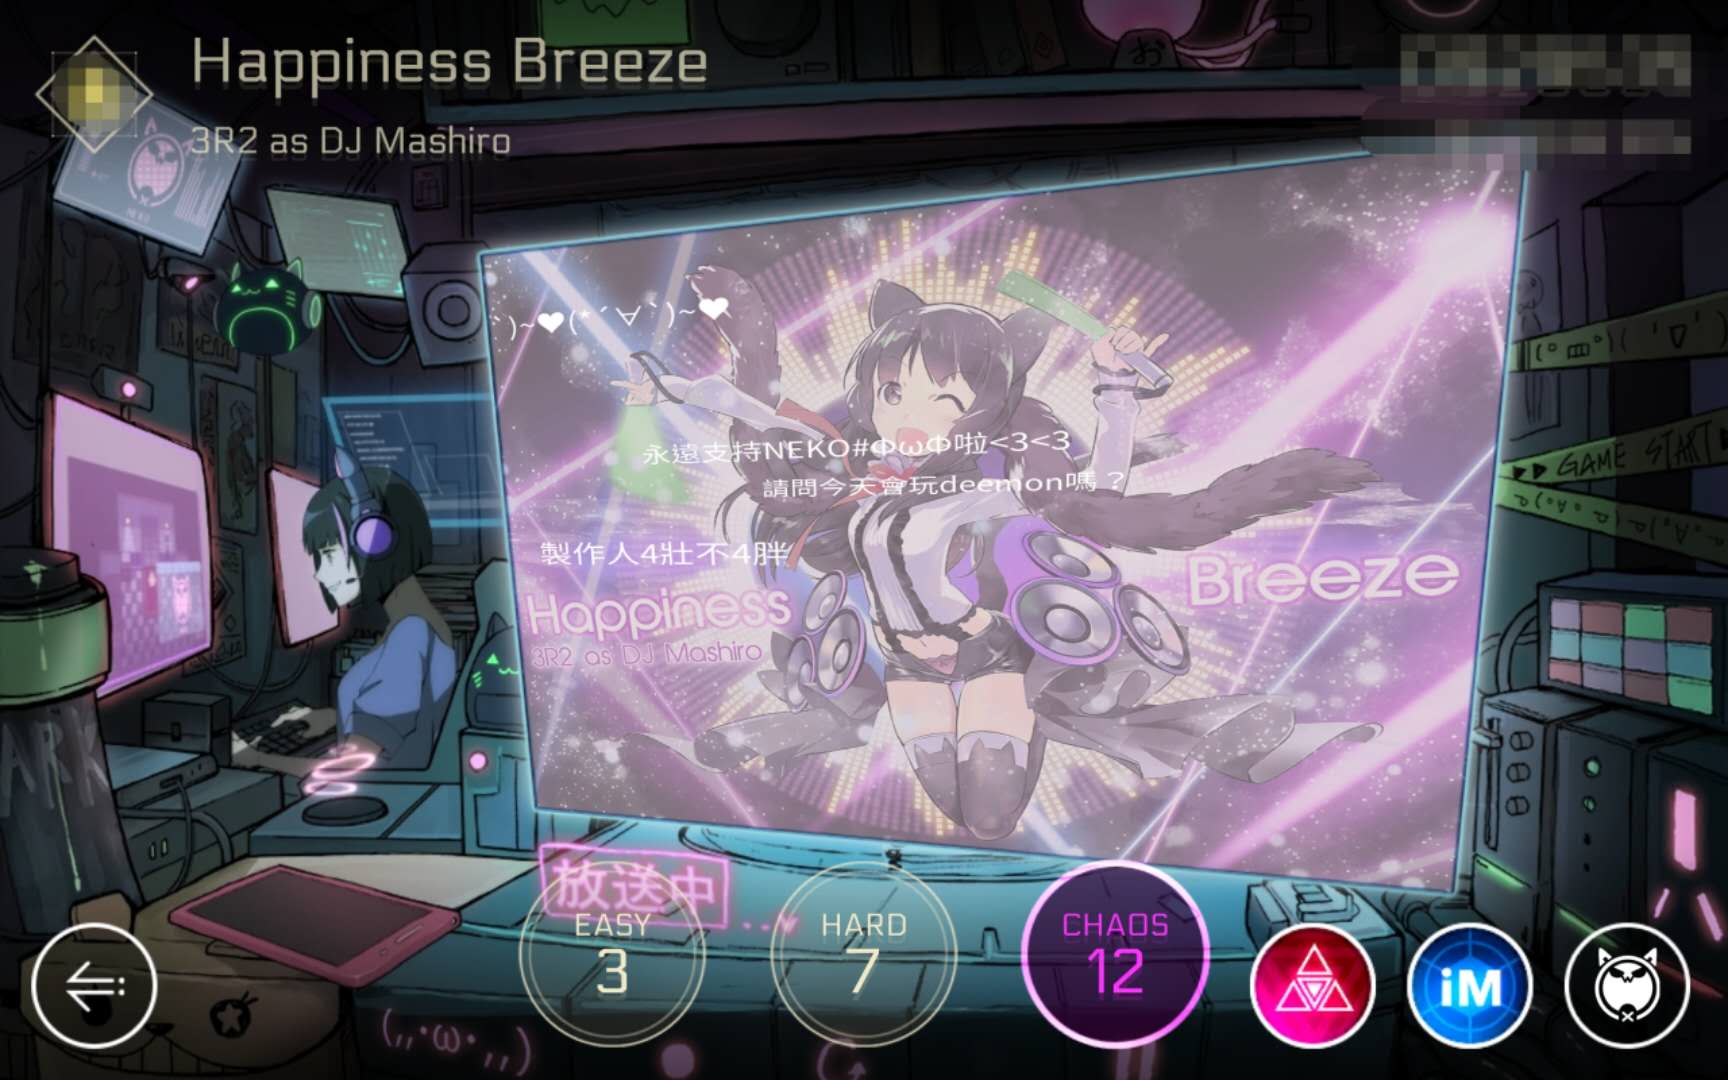 Happiness Breeze
3R2 as DJ Mashiro
お
`)~♥(*´∀`)~♥
永遠支持NEKO#ΦωΦ啦<3<3
請問今天會玩deemon嗎？
製作人4壯不4胖
Happiness
Breeze
3R2 as DJ Mashiro
GAME START
放送中
...♥
EASY
3
HARD
7
CHAOS
12
iM
(,,·ω·,,)